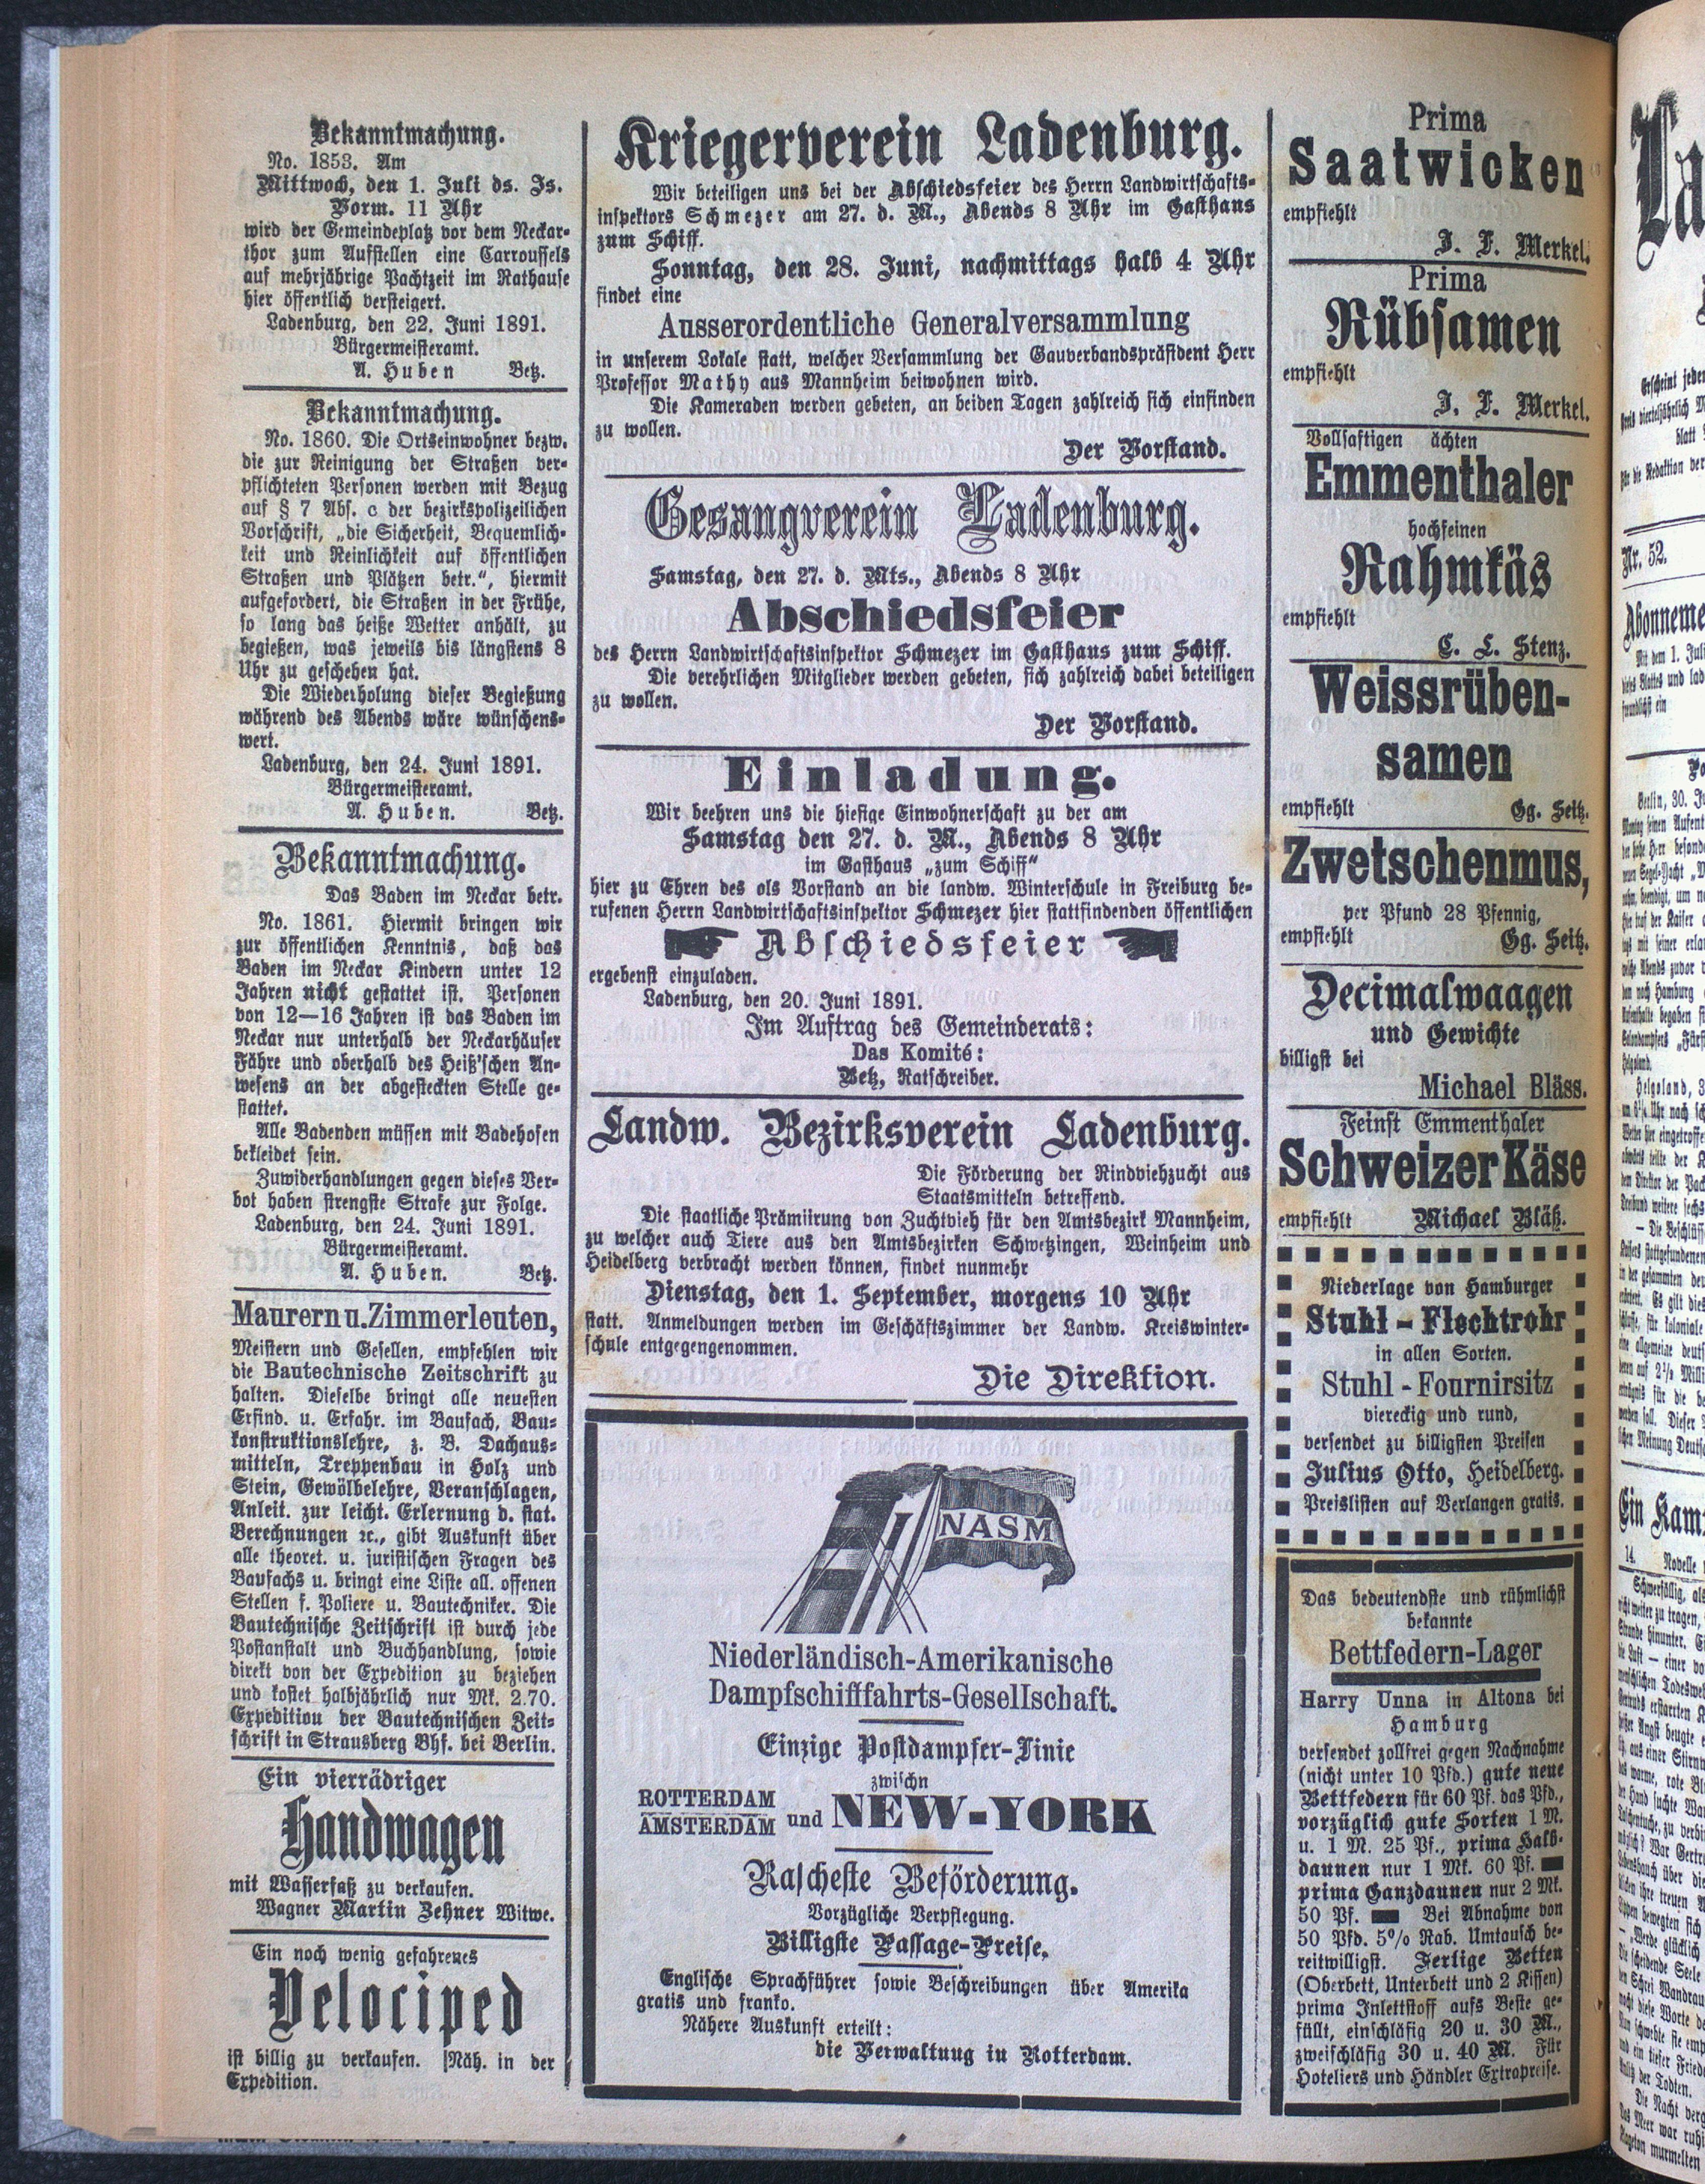 Bekanntmachung.
No. 1853. Am
Mittwoch, den 1. Juli ds. Js.
Vorm. 11 Uhr
wird der Gemeindeplatz vor dem Neckar-
thor zum Aufstellen eine Carroussels
auf mehrjährige Pachtzeit im Rathause
hier öffentlich versteigert.
Ladenburg, den 22. Juni 1891.
Bürgermeisteramt.
A. Huben Betz.
Bekanntmachung.
No. 1860. Die Ortseinwohner bezw.
die zur Reinigung der Straßen ver-
pflichteten Personen werden mit Bezug
auf § 7 Abs. c der bezirkspolizeilichen
Vorschrift, „die Sicherheit, Bequemlich-
keit und Reinlichkeit auf öffentlichen
Straßen und Plätzen betr.“, hiermit
aufgefordert, die Straßen in der Frühe,
so lang das heiße Wetter anhält, zu
begießen, was jeweils bis längstens 8
Uhr zu geschehen hat.
Die Wiederholung dieser Begießung
während des Abends wäre wünschens-
wert.
Ladenburg, den 24. Juni 1891.
Bürgermeisteramt.
A. Huben. Betz.
Bekanntmachung.
Das Baden im Neckar betr.
No. 1861. Hiermit bringen wir
zur öffentlichen Kenntnis, daß das
Baden im Neckar Kindern unter 12
Jahren nicht gestattet ist. Personen
von 12—16 Jahren ist das Baden im
Neckar nur unterhalb der Neckarhäuser
Fähre und oberhalb des Heiß'schen An-
wesens an der abgesteckten Stelle ge-
stattet.
Alle Badenden müssen mit Badehosen
bekleidet sein.
Zuwiderhandlungen gegen dieses Ver-
bot haben strengste Strafe zur Folge.
Ladenburg, den 24. Juni 1891.
Bürgermeisteramt.
A. Huben. Betz.
Maurern u. Zimmerleuten,
Meistern und Gesellen, empfehlen wir
die Bautechnische Zeitschrift zu
halten. Dieselbe bringt alle neuesten
Erfind. u. Erfahr. im Baufach, Bau-
konstruktionslehre, z. B. Dachaus-
mitteln, Treppenbau in Holz und
Stein, Gewölbelehre, Veranschlagen,
Anleit. zur leicht. Erlernung d. stat.
Berechnungen ꝛc., gibt Auskunft über
alle theoret. u. juristischen Fragen des
Baufachs u. bringt eine Liste all. offenen
Stellen f. Poliere u. Bautechniker. Die
Bautechnische Zeitschrift ist durch jede
Postanstalt und Buchhandlung, sowie
direkt von der Expedition zu beziehen
und kostet halbjährlich nur Mk. 2.70.
Expedition der Bautechnischen Zeit-
schrift in Strausberg Bhf. bei Berlin.
Ein vierrädriger
Handwagen
mit Wasserfaß zu verkaufen.
Wagner Martin Zehner Witwe.
Ein noch wenig gefahrenes
Velociped
ist billig zu verkaufen. Näh. in der
Expedition.
Kriegerverein Ladenburg.
Wir beteiligen uns bei der Abschiedsfeier des Herrn Landwirtschafts-
inspektors Schmezer am 27. d. M., Abends 8 Uhr im Gasthaus
zum Schiff.
Sonntag, den 28. Juni, nachmittags halb 4 Uhr
findet eine
Ausserordentliche Generalversammlung
in unserem Lokale statt, welcher Versammlung der Gauverbandspräsident Herr
Professor Mathy aus Mannheim beiwohnen wird.
Die Kameraden werden gebeten, an beiden Tagen zahlreich sich einfinden
zu wollen.
Der Vorstand.
Gesangverein Ladenburg.
Samstag, den 27. d. Mts., Abends 8 Uhr
Abschiedsfeier
des Herrn Landwirtschaftsinspektor Schmezer im Gasthaus zum Schiff.
Die verehrlichen Mitglieder werden gebeten, sich zahlreich dabei beteiligen
zu wollen.
Der Vorstand.
Einladung.
Wir beehren uns die hiesige Einwohnerschaft zu der am
Samstag den 27. d. M., Abends 8 Uhr
im Gasthaus „zum Schiff“
hier zu Ehren des als Vorstand an die landw. Winterschule in Freiburg be-
rufenen Herrn Landwirtschaftsinspektor Schmezer hier stattfindenden öffentlichen
Abschiedsfeier
ergebenst einzuladen.
Ladenburg, den 20. Juni 1891.
Im Auftrag des Gemeinderats:
Das Komité:
Betz, Ratschreiber.
Landw. Bezirksverein Ladenburg.
Die Förderung der Rindviehzucht aus
Staatsmitteln betreffend.
Die staatliche Prämiirung von Zuchtvieh für den Amtsbezirk Mannheim,
zu welcher auch Tiere aus den Amtsbezirken Schwetzingen, Weinheim und
Heidelberg verbracht werden können, findet nunmehr
Dienstag, den 1. September, morgens 10 Uhr
statt. Anmeldungen werden im Geschäftszimmer der Landw. Kreiswinter-
schule entgegengenommen.
Die Direktion.
NASM
Niederländisch-Amerikanische
Dampfschifffahrts-Gesellschaft.
Einzige Postdampfer-Linie
zwischn
ROTTERDAM
AMSTERDAM und NEW-YORK
Rascheste Beförderung.
Vorzügliche Verpflegung.
Billigste Passage-Preise.
Englische Sprachführer sowie Beschreibungen über Amerika
gratis und franko.
Nähere Auskunft erteilt:
die Verwaltuug in Rotterdam.
Prima
Saatwicken
empfiehlt
J. F. Merkel.
Prima
Rübsamen
empfiehlt
J. F. Merkel.
Vollsaftigen ächten
Emmenthaler
hochfeinen
Rahmkäs
empfiehlt
C. L. Stenz.
Weissrüben-
samen
empfiehlt Gg. Seitz.
Zwetschenmus,
per Pfund 28 Pfennig,
empfiehlt Gg. Seitz.
Decimalwaagen
und Gewichte
billigst bei
Michael Bläss.
Feinst Emmenthaler
Schweizer Käse
empfiehlt Michael Bläß.
Niederlage von Hamburger
Stuhl-Flechtrohr
in allen Sorten.
Stuhl-Fournirsitz
viereckig und rund,
versendet zu billigsten Preisen
Julius Otto, Heidelberg.
Preislisten auf Verlangen gratis.
Das bedeutendste und rühmlichst
bekannte
Bettfedern-Lager
Harry Unna in Altona bei
Hamburg
versendet zollfrei gegen Nachnahme
(nicht unter 10 Pfd.) gute neue
Bettfedern für 60 Pf. das Pfd.,
vorzüglich gute Sorten 1 M.
u. 1 M. 25 Pf., prima Halb-
daunen nur 1 Mk. 60 Pf.
prima Ganzdaunen nur 2 Mk.
50 Pf. Bei Abnahme von
50 Pfd. 5% Rab. Umtausch be-
reitwilligst. Fertige Betten
(Oberbett, Unterbett und 2 Kissen)
prima Inlettstoff aufs Beste ge-
füllt, einschläfig 20 u. 30 M.,
zweischläfig 30 u. 40 M. Für
Hoteliers und Händler Extrapreise.
La
Nr. 52.